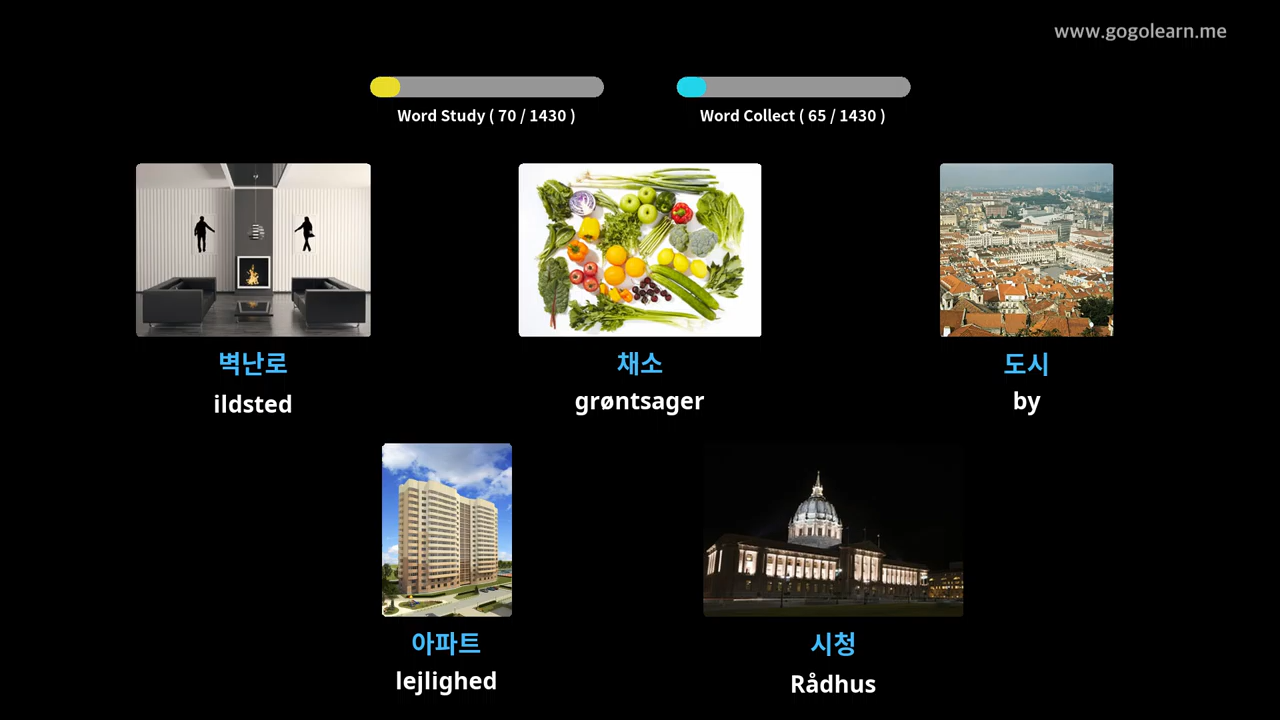 www.gogolearn.me
Word Study ( 70 / 1430 )
Word Collect ( 65 / 1430 )
벽난로
ildsted
채소
grøntsager
도시
by
아파트
lejlighed
시청
Rådhus